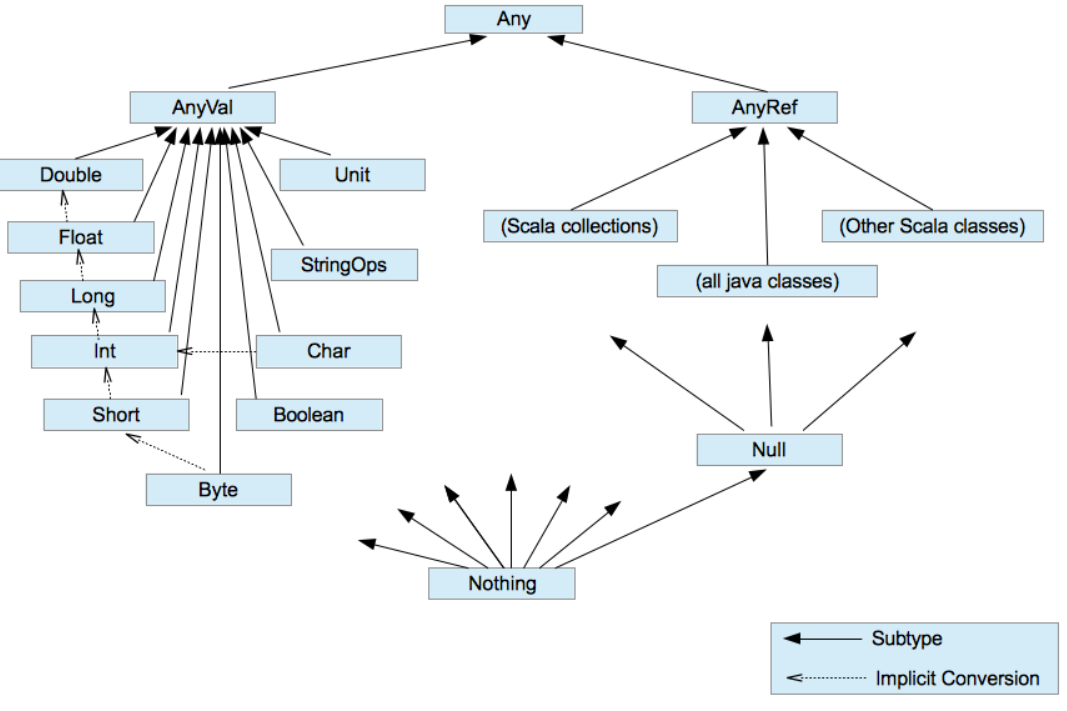 Any
AnyVal
AnyRef
Double
Unit
Float
(Scala collections)
(Other Scala classes)
StringOps
(all java classes)
Long
Int
Char
Short
Boolean
Null
Byte
Nothing
Subtype
Implicit Conversion